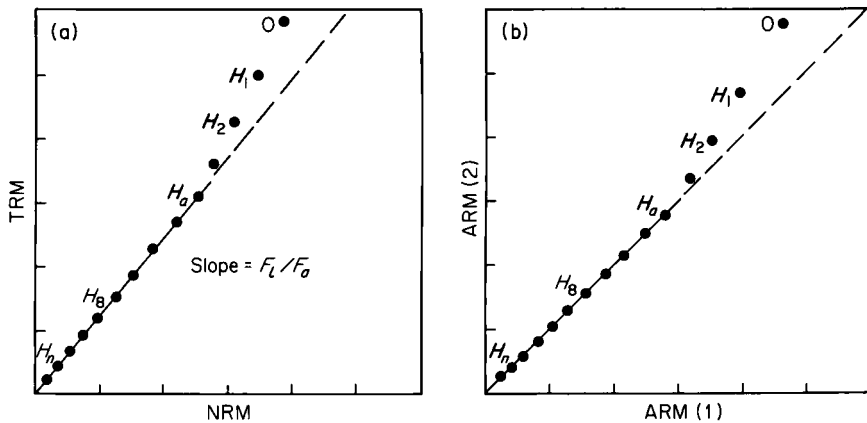 (a)
O
H₁
H₂
Hₐ
H₈
Hₙ
Slope = Fₗ/Fₐ
TRM
NRM
(b)
O
H₁
H₂
Hₐ
H₈
Hₙ
ARM (2)
ARM (1)